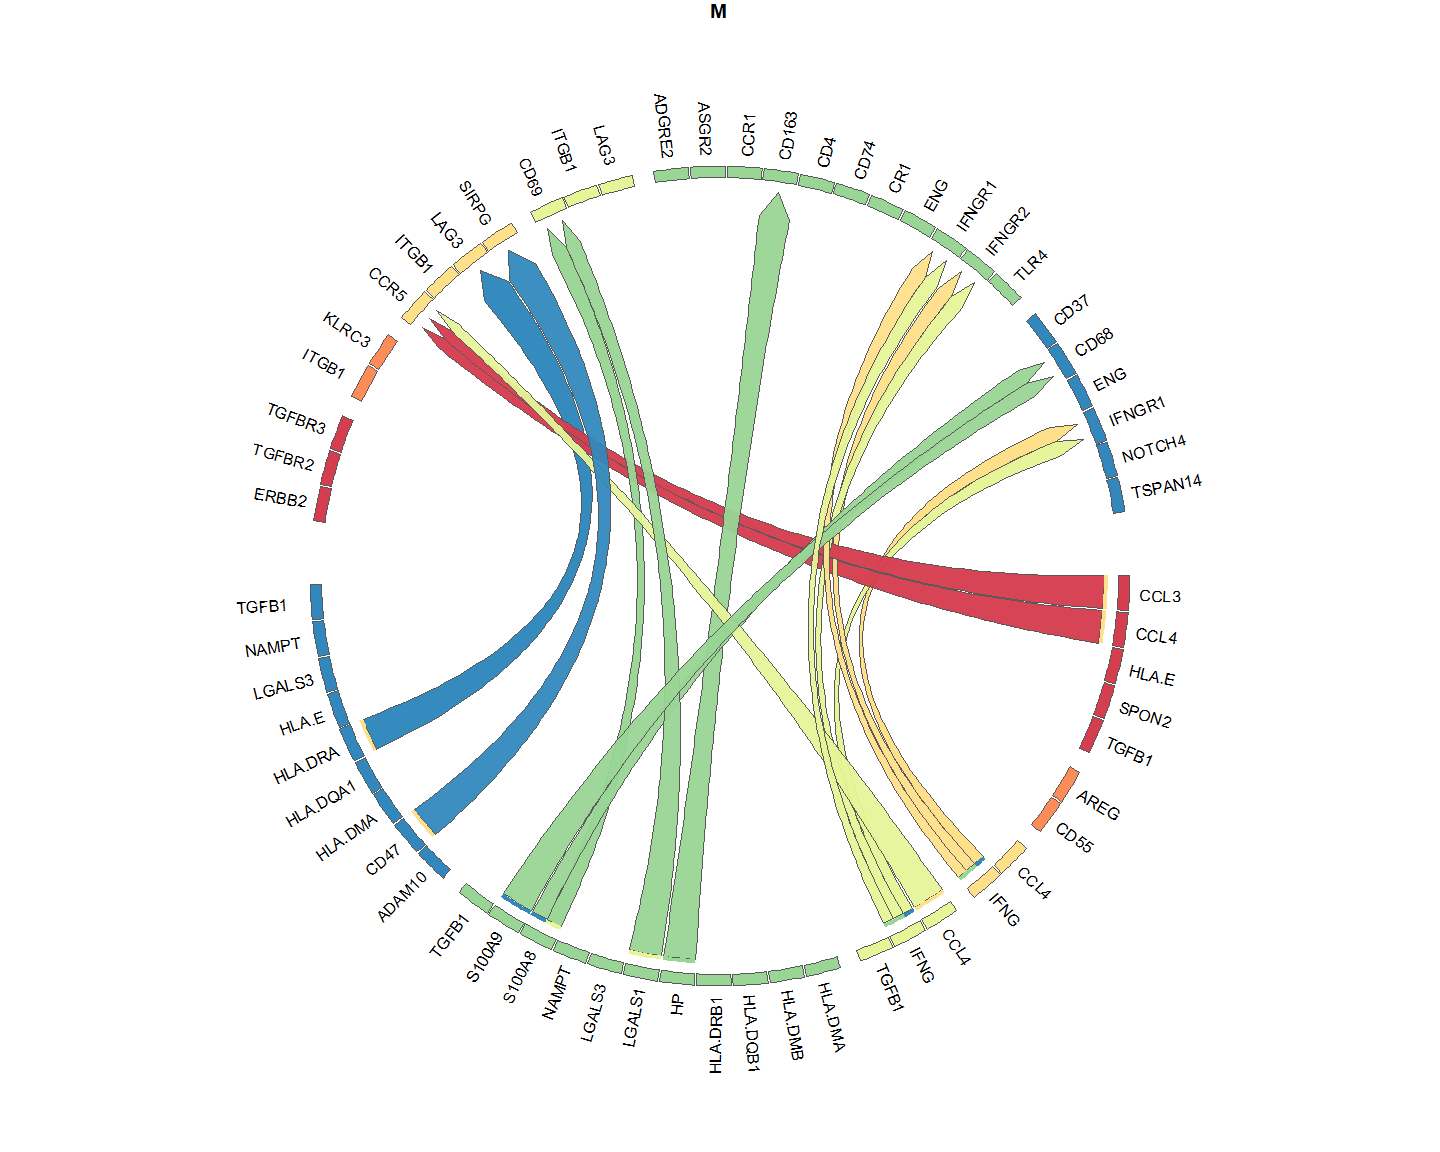 M
ADGRE2
ASGR2
CCR1
CD163
CD4
CD74
CR1
ENG
IFNGR1
IFNGR2
TLR4
CD37
CD68
ENG
IFNGR1
NOTCH4
TSPAN14
CCL3
CCL4
HLA.E
SPON2
TGFB1
AREG
CD55
CCL4
IFNG
CCL4
IFNG
TGFB1
HLA.DMA
HLA.DMB
HLA.DQB1
HLA.DRB1
HP
LGALS1
LGALS3
NAMPT
S100A8
S100A9
TGFB1
ADAM10
CD47
HLA.DMA
HLA.DQA1
HLA.DRA
HLA.E
LGALS3
NAMPT
TGFB1
ERBB2
TGFBR2
TGFBR3
ITGB1
KLRC3
CCR5
ITGB1
LAG3
SIRPG
CD69
ITGB1
LAG3